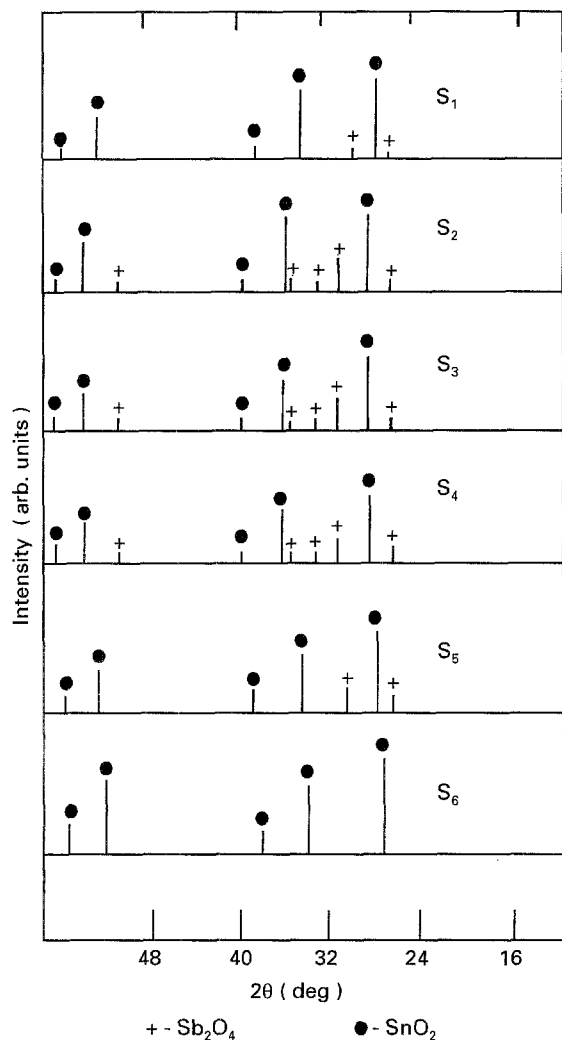 S₁
S₂
S₃
S₄
S₅
S₆
Intensity ( arb. units)
48 40 32 24 16
2θ ( deg)
+ - Sb₂O₄ ● - SnO₂